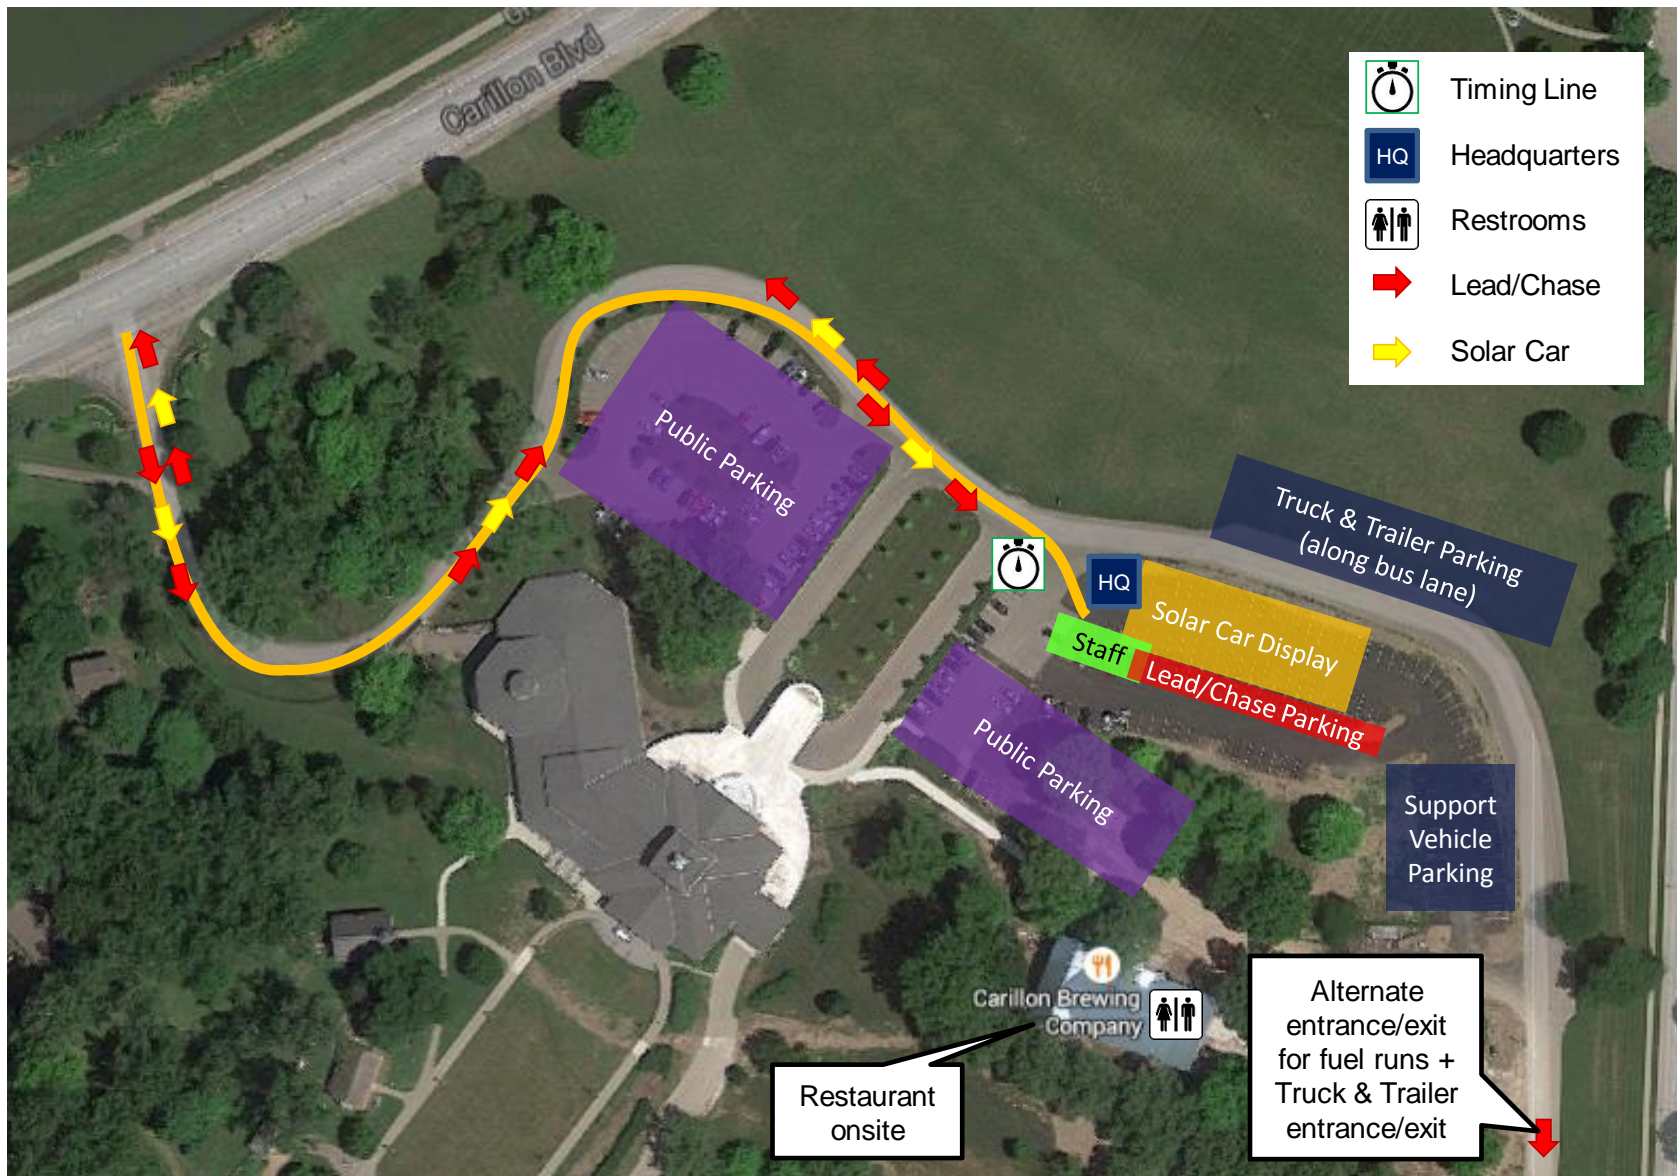 Carillon Blvd
Timing Line
HQ
Headquarters
Restrooms
Lead/Chase
Solar Car
Public Parking
Truck & Trailer Parking
(along bus lane)
HQ
Solar Car Display
Staff
Lead/Chase Parking
Public Parking
Support
Vehicle
Parking
Carillon Brewing
Company
Restaurant
onsite
Alternate
entrance/exit
for fuel runs +
Truck & Trailer
entrance/exit